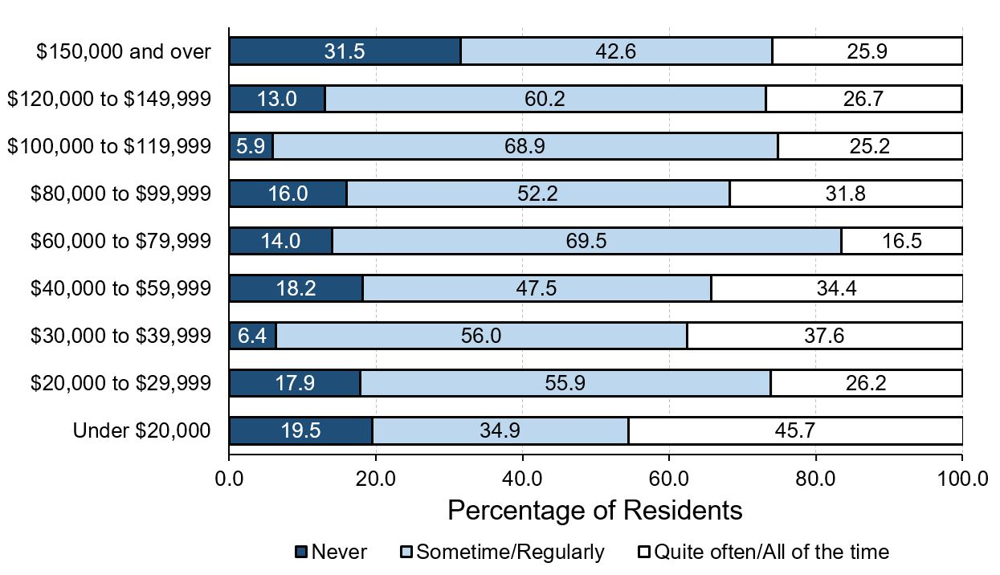 $150,000 and over 31.5 42.6 25.9
$120,000 to $149,999 13.0 60.2 26.7
$100,000 to $119,999 5.9 68.9 25.2
$80,000 to $99,999 16.0 52.2 31.8
$60,000 to $79,999 14.0 69.5 16.5
$40,000 to $59,999 18.2 47.5 34.4
$30,000 to $39,999 6.4 56.0 37.6
$20,000 to $29,999 17.9 55.9 26.2
Under $20,000 19.5 34.9 45.7
0.0 20.0 40.0 60.0 80.0 100.0
Percentage of Residents
Never Sometime/Regularly Quite often/All of the time